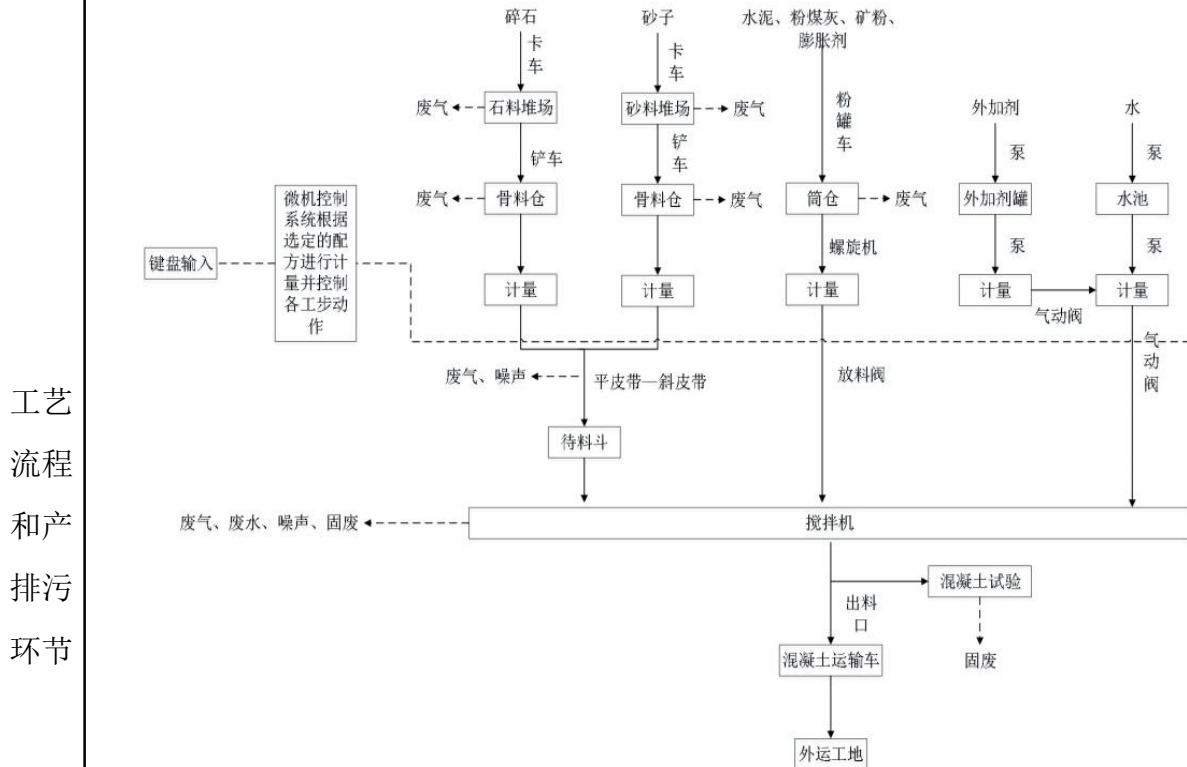 碎石
砂子
水泥、粉煤灰、矿粉、
膨胀剂
卡
车
卡
车
废气
石料堆场
砂料堆场
废气
粉
罐
车
外加剂
水
铲车
铲
车
泵
泵
微机控制
系统根据
选定的配
方进行计
量并控制
各工步动
作
废气
骨料仓
骨料仓
废气
筒仓
废气
外加剂罐
水池
键盘输入
螺旋机
泵
泵
计量
计量
计量
计量
计量
气动阀
气
动
阀
废气、噪声
平皮带—斜皮带
放料阀
待料斗
废气、废水、噪声、固废
搅拌机
混凝土试验
出料
口
混凝土运输车
固废
外运工地
工艺
流程
和产
排污
环节